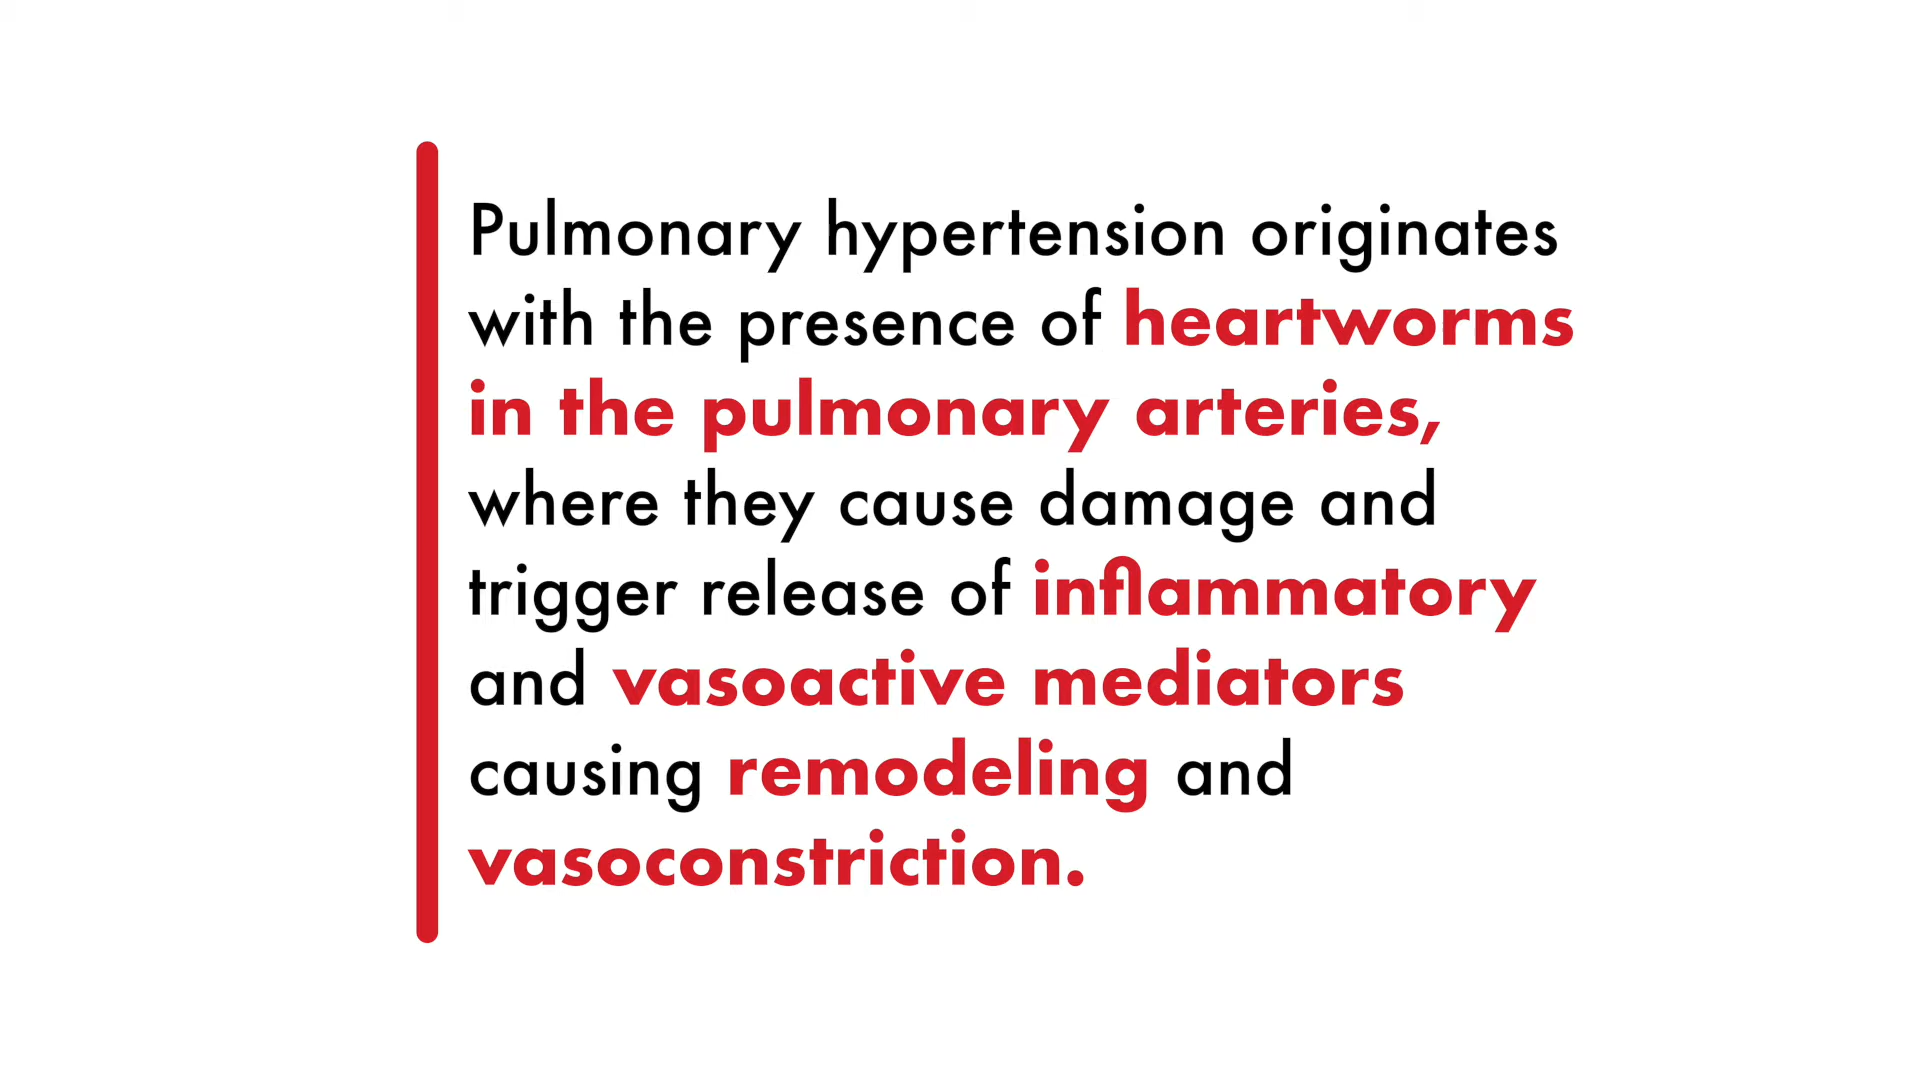 Pulmonary hypertension originates
with the presence of heartworms
in the pulmonary arteries,
where they cause damage and
trigger release of inflammatory
and vasoactive mediators
causing remodeling and
vasoconstriction.